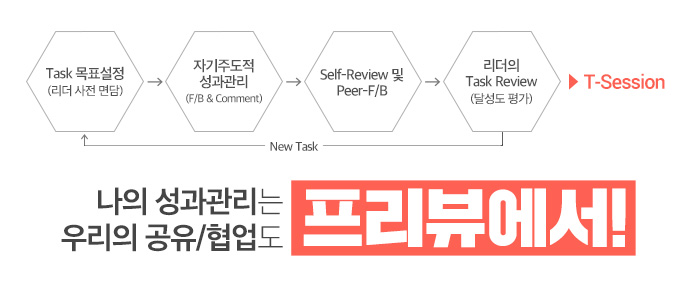 Task 목표설정
(리더 사전 면담)
자기주도적
성과관리
(F/B & Comment)
Self-Review 및
Peer-F/B
리더의
Task Review
(달성도 평가)
T-Session
New Task
나의 성과관리는
우리의 공유/협업도
프리뷰에서!